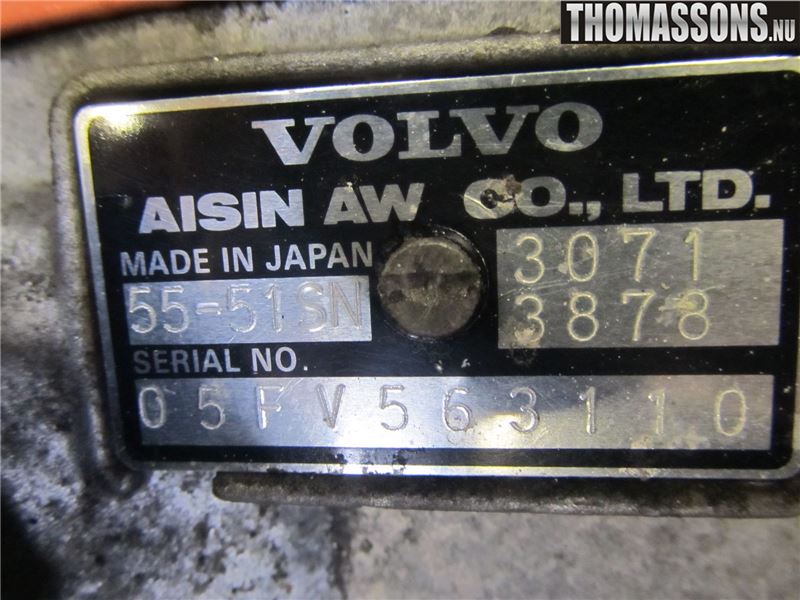 THOMASSONS.NU
VOLVO
AISIN AW CO., LTD.
MADE IN JAPAN
55-51SN
3071
3878
SERIAL NO.
05FV563110